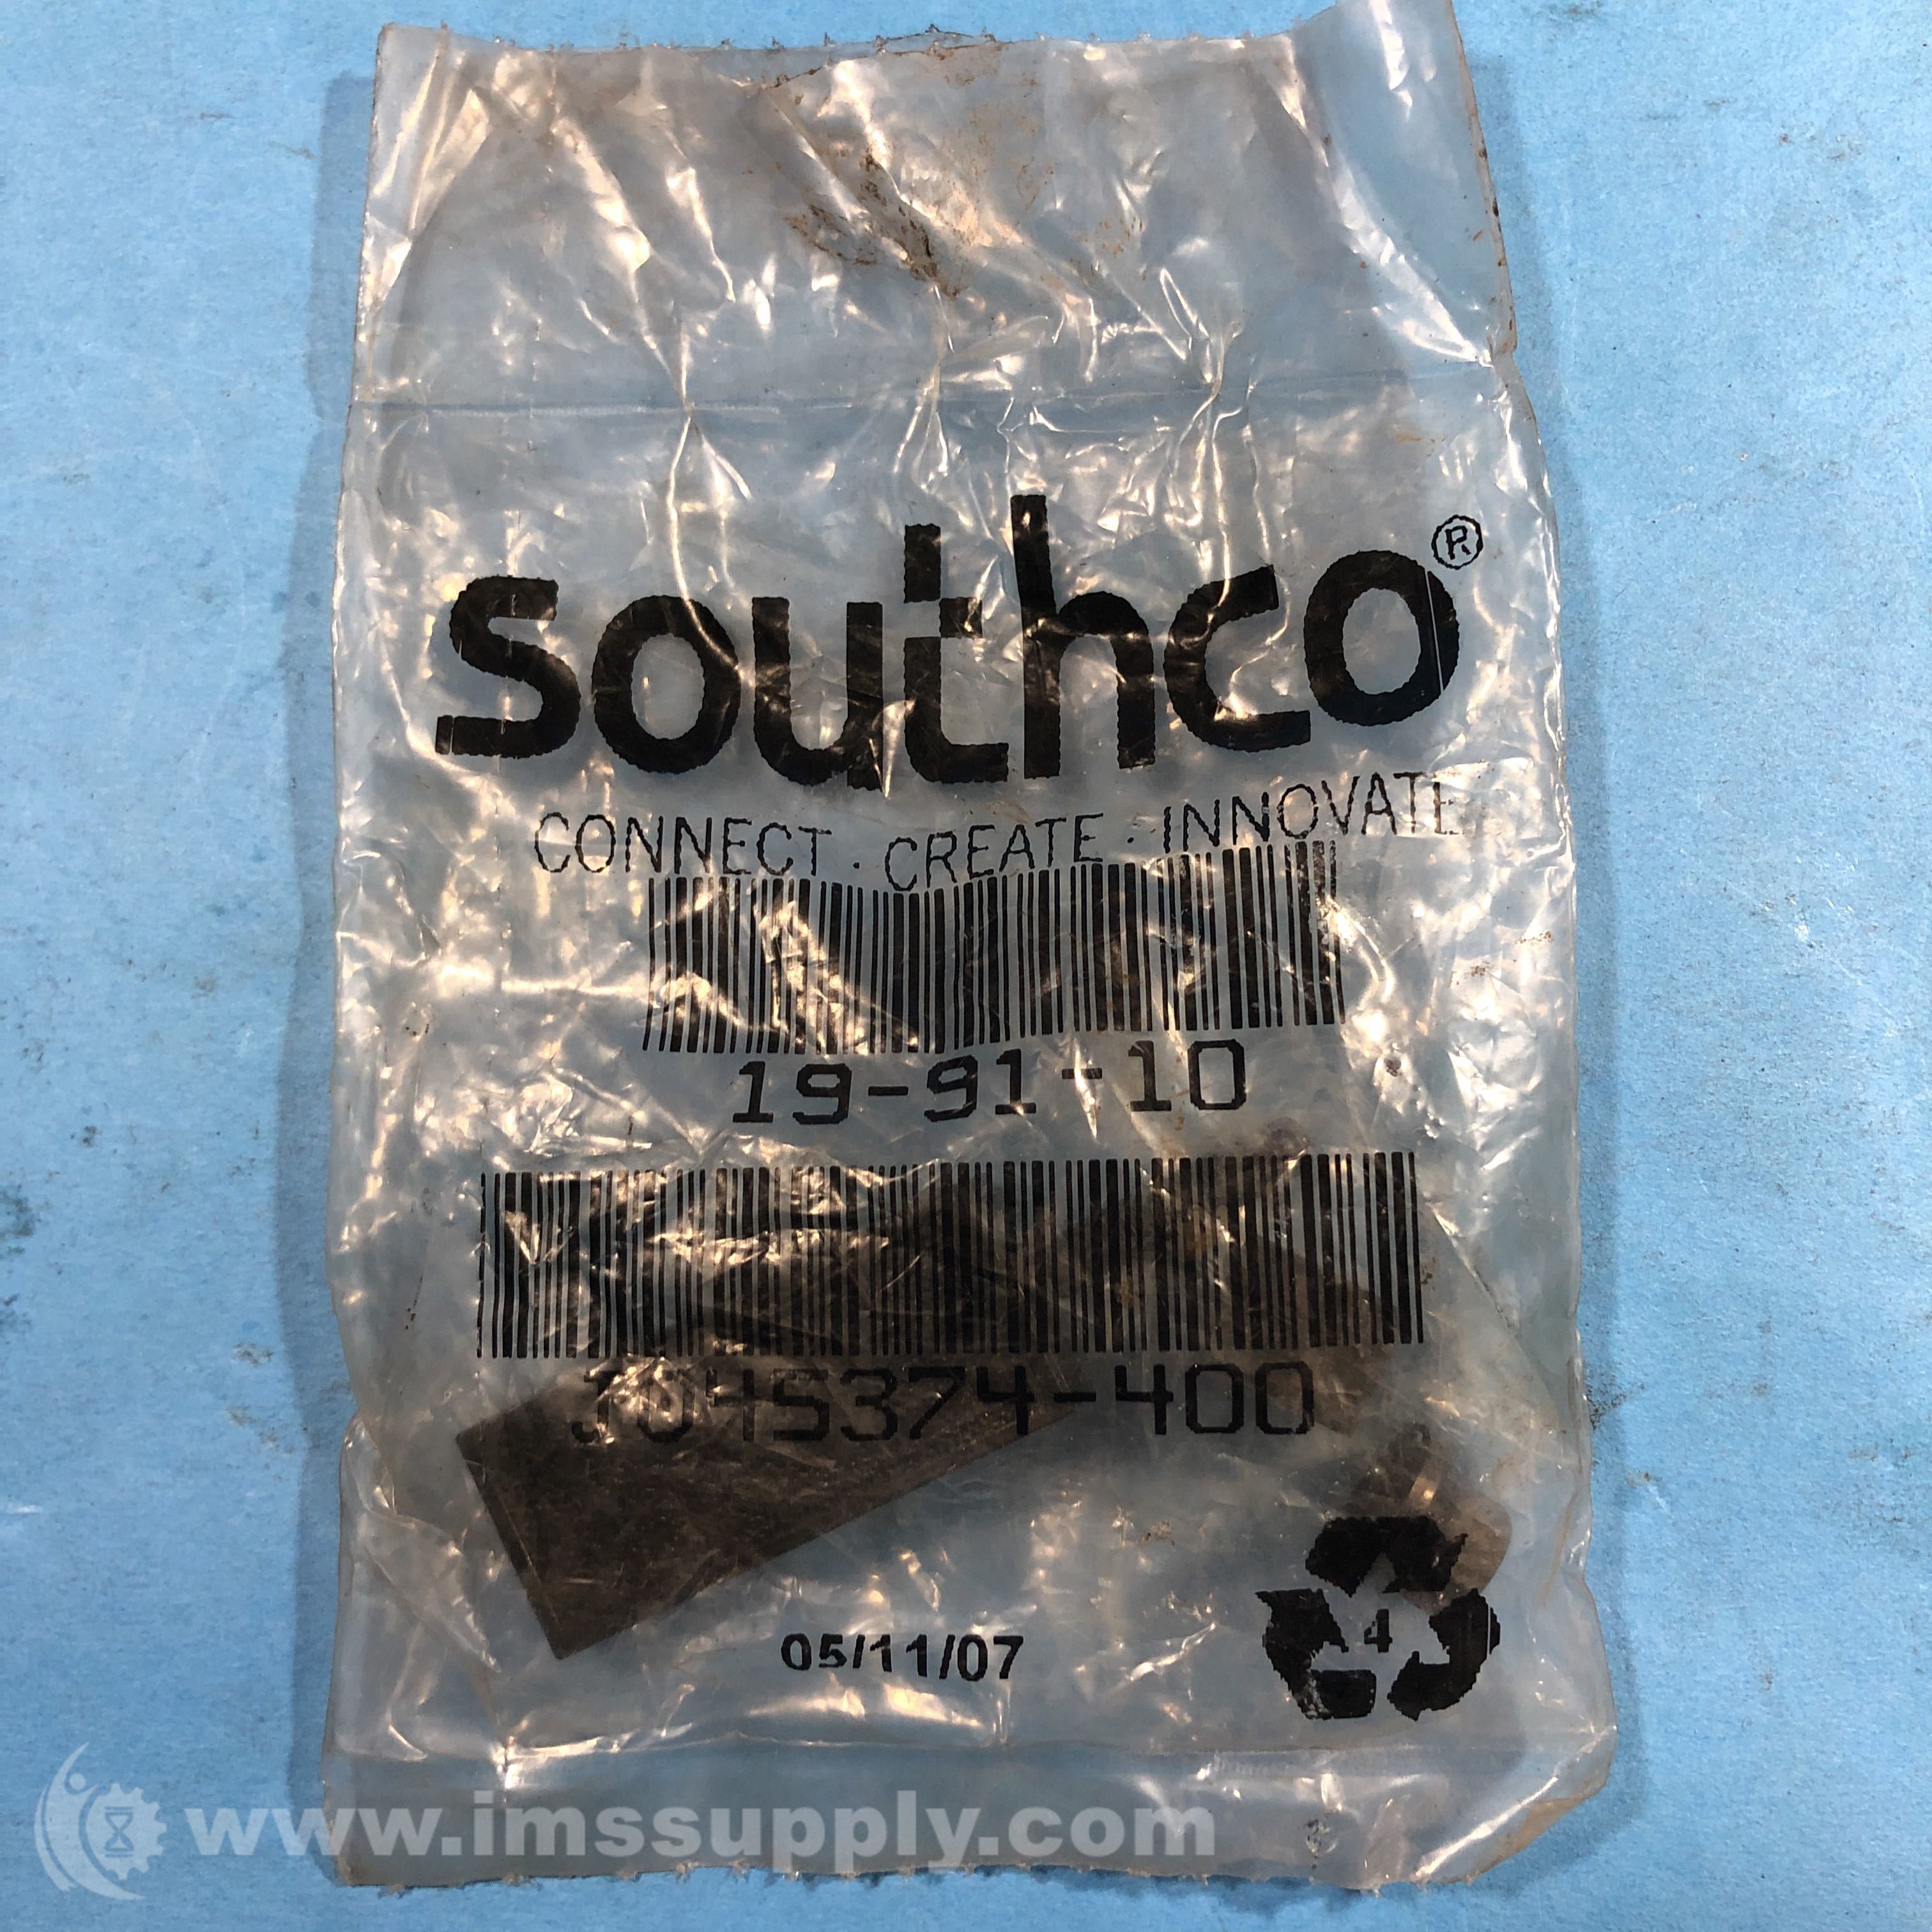 southco®
CONNECT · CREATE · INNOVATE
19-91-10
J045374-400
4
05/11/07
www.imssupply.com